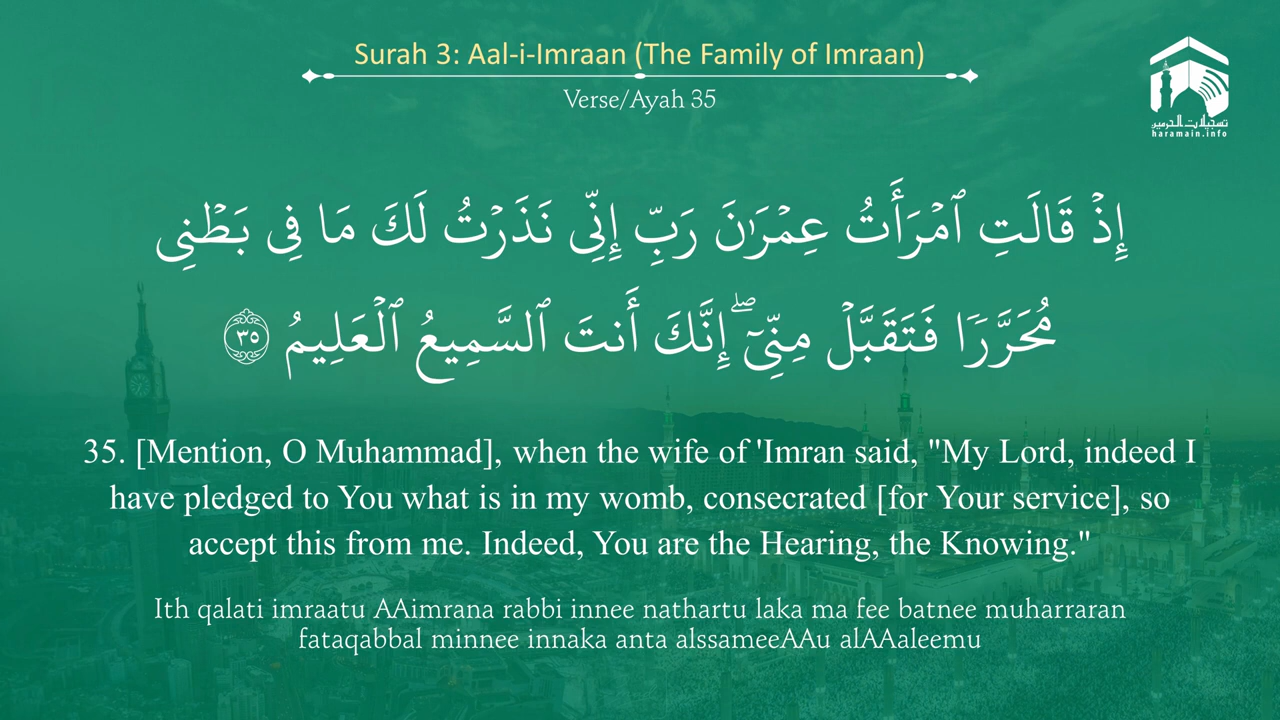 Surah 3: Aal-i-Imraan (The Family of Imraan)
Verse/Ayah 35
تسجيلات الحرمين
haramain.info
إِذْ قَالَتِ ٱمْرَأَتُ عِمْرَٰنَ رَبِّ إِنِّى نَذَرْتُ لَكَ مَا فِى بَطْنِى
مُحَرَّرًا فَتَقَبَّلْ مِنِّىٓ ۖ إِنَّكَ أَنتَ ٱلسَّمِيعُ ٱلْعَلِيمُ ٣٥
35. [Mention, O Muhammad], when the wife of 'Imran said, "My Lord, indeed I
have pledged to You what is in my womb, consecrated [for Your service], so
accept this from me. Indeed, You are the Hearing, the Knowing."
Ith qalati imraatu AAimrana rabbi innee nathartu laka ma fee batnee muharraran
fataqabbal minnee innaka anta alssameeAAu alAAaleemu